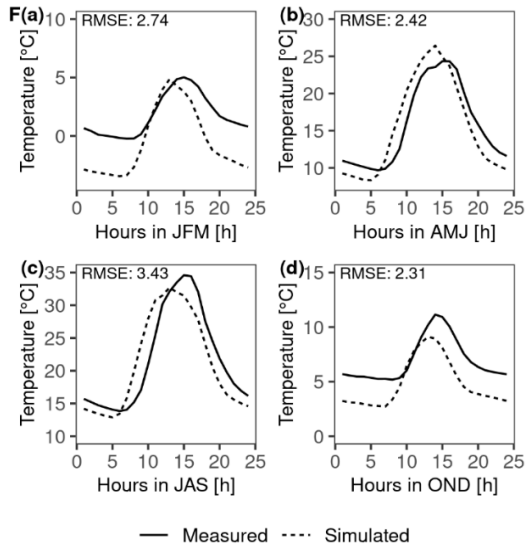 F(a)
RMSE: 2.74
Temperature [°C]
10
5
0
0 5 10 15 20 25
Hours in JFM [h]
(b)
RMSE: 2.42
Temperature [°C]
30
25
20
15
10
0 5 10 15 20 25
Hours in AMJ [h]
(c)
RMSE: 3.43
Temperature [°C]
35
30
25
20
15
10
0 5 10 15 20 25
Hours in JAS [h]
(d)
RMSE: 2.31
Temperature [°C]
15
10
5
0
0 5 10 15 20 25
Hours in OND [h]
Measured Simulated